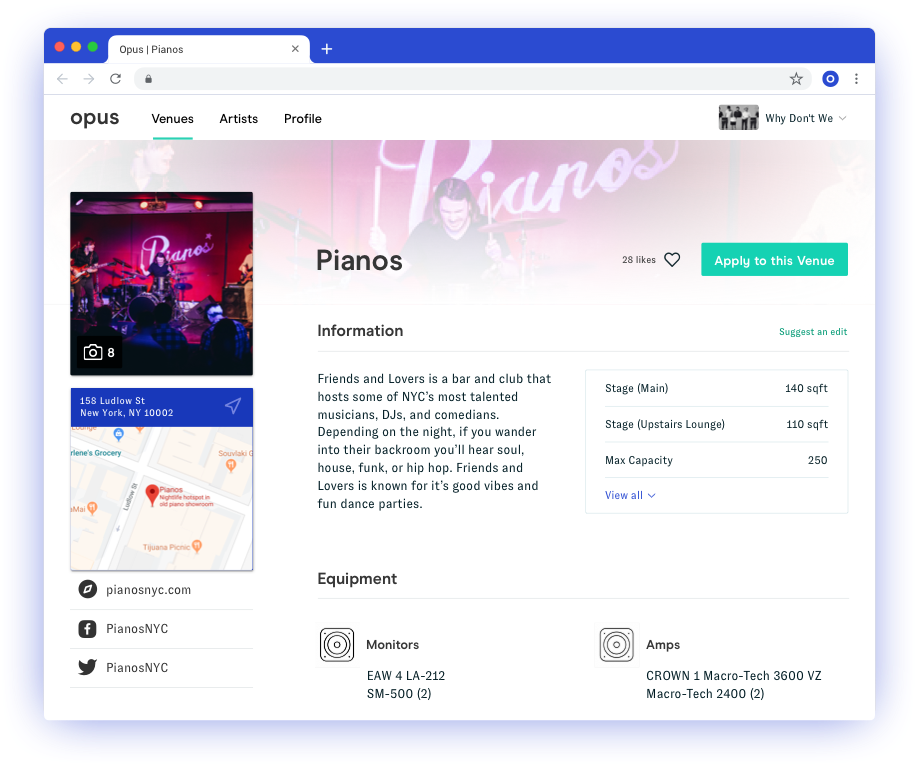 Opus | Pianos
opus
Venues
Artists
Profile
Why Don't We
Pianos
Pianos
8
Pianos
28 likes
Apply to this Venue
158 Ludlow St
New York, NY 10002
rlene's Grocery
Souvlaki G
Ludlow St
Pianos
Nightlife hotspot in
old piano showroom
Mai
Tijuana Picnic
pianosnyc.com
PianosNYC
PianosNYC
Information
Suggest an edit
Friends and Lovers is a bar and club that
hosts some of NYC's most talented
musicians, DJs, and comedians.
Depending on the night, if you wander
into their backroom you'll hear soul,
house, funk, or hip hop. Friends and
Lovers is known for it's good vibes and
fun dance parties.
Stage (Main) 140 sqft
Stage (Upstairs Lounge) 110 sqft
Max Capacity 250
View all
Equipment
Monitors
EAW 4 LA-212
SM-500 (2)
Amps
CROWN 1 Macro-Tech 3600 VZ
Macro-Tech 2400 (2)